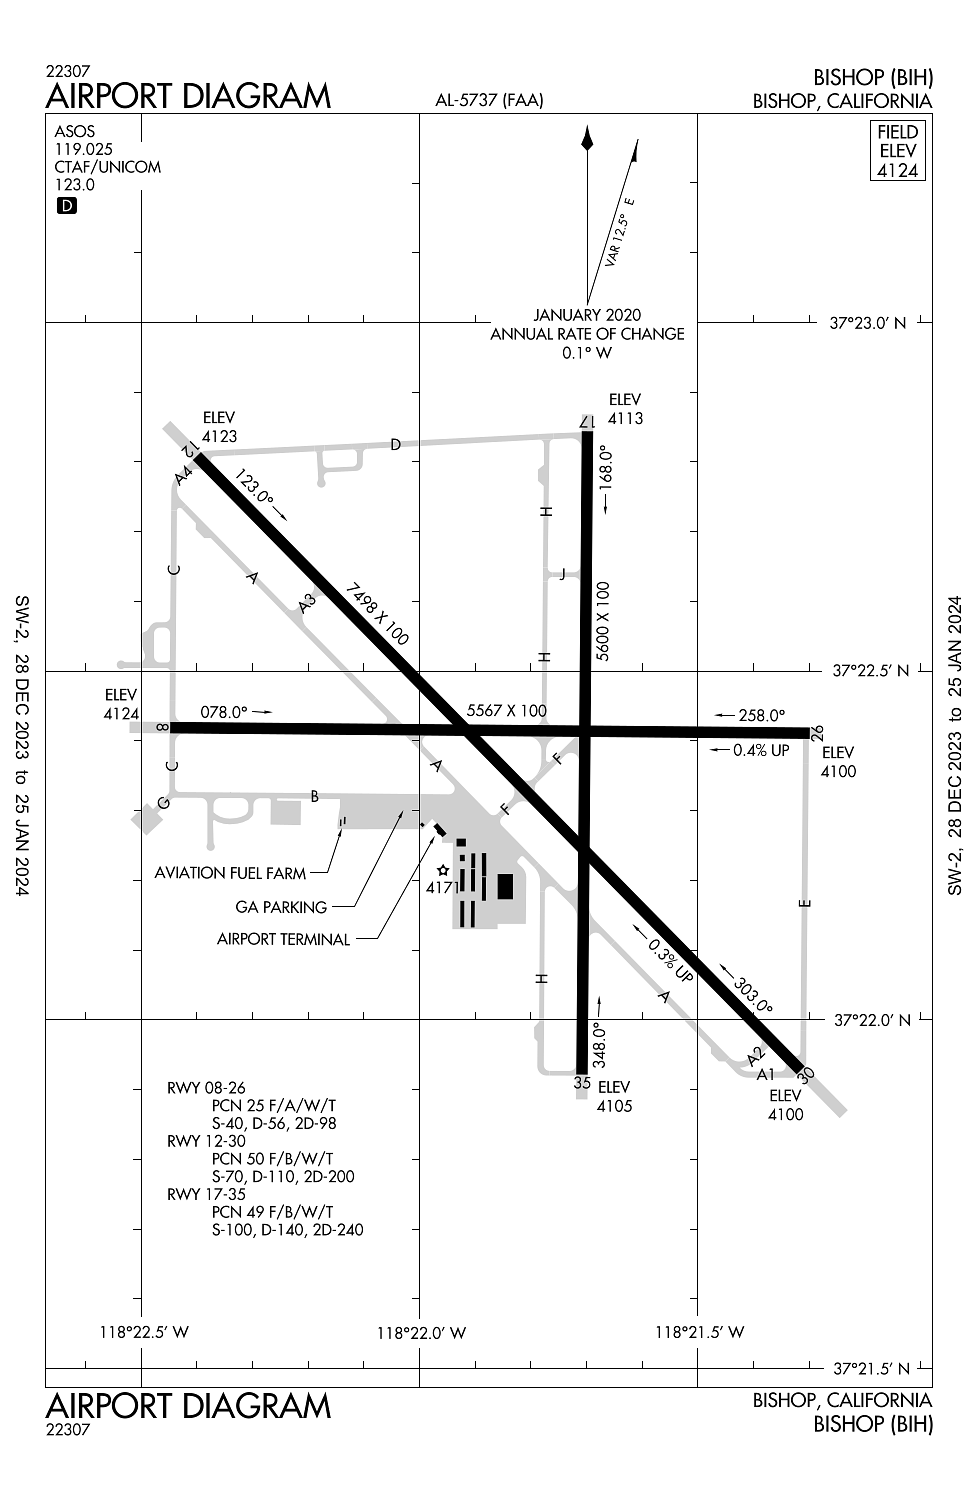 22307
AIRPORT DIAGRAM
AL-5737 (FAA)
BISHOP (BIH)
BISHOP, CALIFORNIA
ASOS
119.025
CTAF/UNICOM
123.0
D
FIELD
ELEV
4124
VAR 12.5° E
JANUARY 2020
ANNUAL RATE OF CHANGE
0.1° W
37°23.0' N
ELEV
4123
12
A4
123.0°
D
ELEV
4113
17
168.0°
H
J
5600 X 100
H
C
A
A3
7498 X 100
37°22.5' N
ELEV
4124
8
078.0°
5567 X 100
258.0°
26
0.4% UP
ELEV
4100
C
G
B
A
F
F
AVIATION FUEL FARM
GA PARKING
AIRPORT TERMINAL
4171
E
H
0.3% UP
A
303.0°
37°22.0' N
348.0°
35
ELEV
4105
A2
A1
30
ELEV
4100
RWY 08-26
PCN 25 F/A/W/T
S-40, D-56, 2D-98
RWY 12-30
PCN 50 F/B/W/T
S-70, D-110, 2D-200
RWY 17-35
PCN 49 F/B/W/T
S-100, D-140, 2D-240
118°22.5' W
118°22.0' W
118°21.5' W
37°21.5' N
SW-2, 28 DEC 2023 to 25 JAN 2024
SW-2, 28 DEC 2023 to 25 JAN 2024
AIRPORT DIAGRAM
22307
BISHOP, CALIFORNIA
BISHOP (BIH)